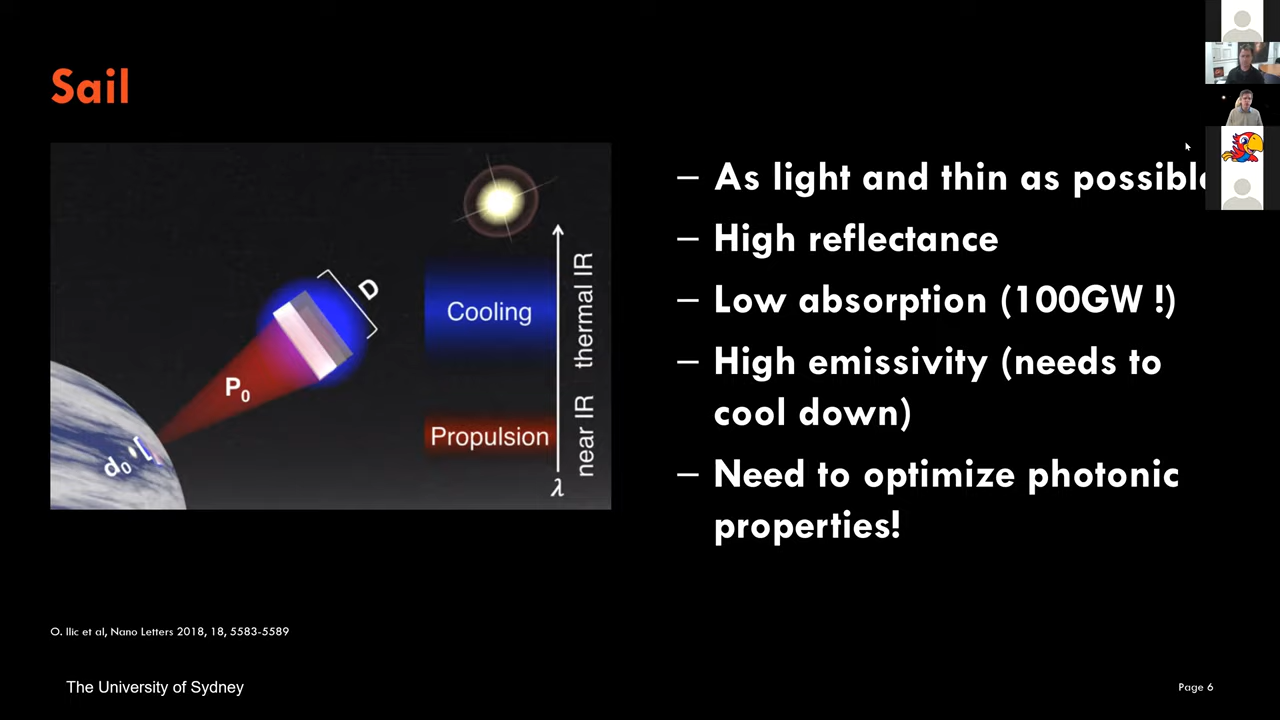 Sail
— As light and thin as possible
— High reflectance
— Low absorption (100GW !)
— High emissivity (needs to
cool down)
— Need to optimize photonic
properties!
D
P₀
d₀
Cooling
Propulsion
thermal IR
near IR
λ
O. Ilic et al, Nano Letters 2018, 18, 5583-5589
The University of Sydney
Page 6